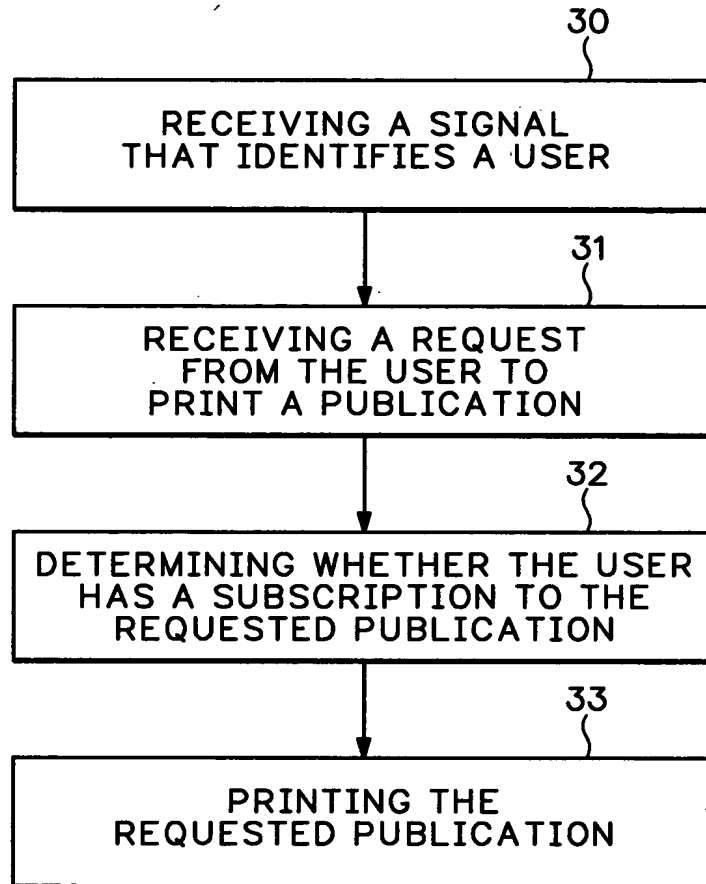 30
RECEIVING A SIGNAL
THAT IDENTIFIES A USER
31
RECEIVING A REQUEST
FROM THE USER TO
PRINT A PUBLICATION
32
DETERMINING WHETHER THE USER
HAS A SUBSCRIPTION TO THE
REQUESTED PUBLICATION
33
PRINTING THE
REQUESTED PUBLICATION